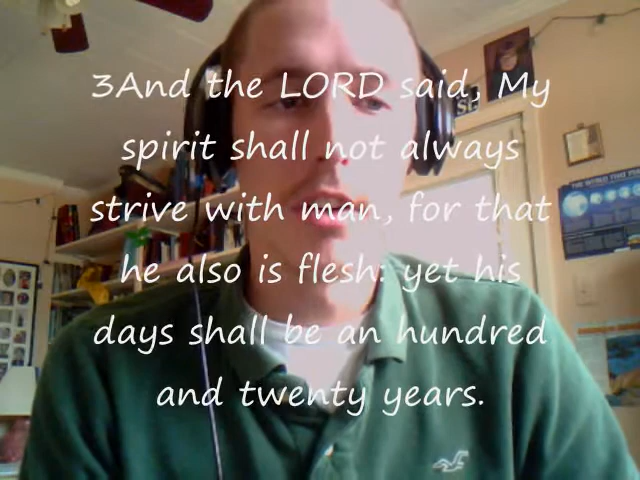 3And the LORD said, My
spirit shall not always
strive with man, for that
he also is flesh: yet his
days shall be an hundred
and twenty years.